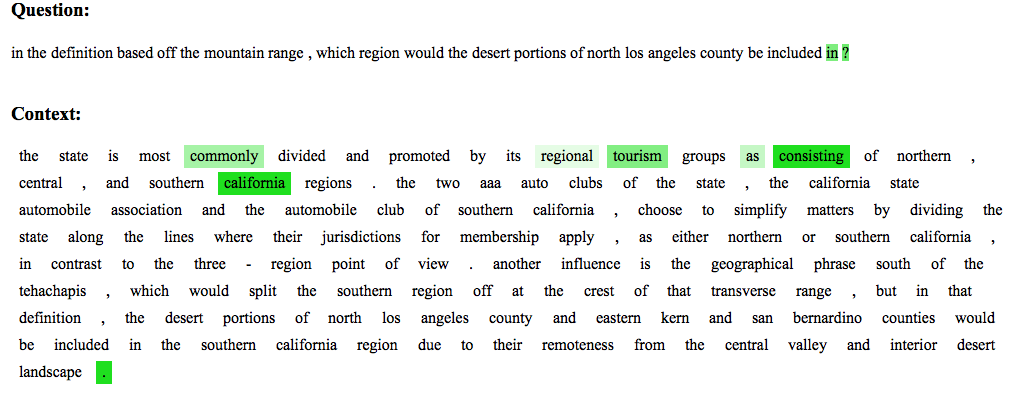 Question:
in the definition based off the mountain range , which region would the desert portions of north los angeles county be included in ?
Context:
the state is most commonly divided and promoted by its regional tourism groups as consisting of northern ,
central , and southern california regions . the two aaa auto clubs of the state , the california state
automobile association and the automobile club of southern california , choose to simplify matters by dividing the
state along the lines where their jurisdictions for membership apply , as either northern or southern california ,
in contrast to the three - region point of view . another influence is the geographical phrase south of the
tehachapis , which would split the southern region off at the crest of that transverse range , but in that
definition , the desert portions of north los angeles county and eastern kern and san bernardino counties would
be included in the southern california region due to their remoteness from the central valley and interior desert
landscape .